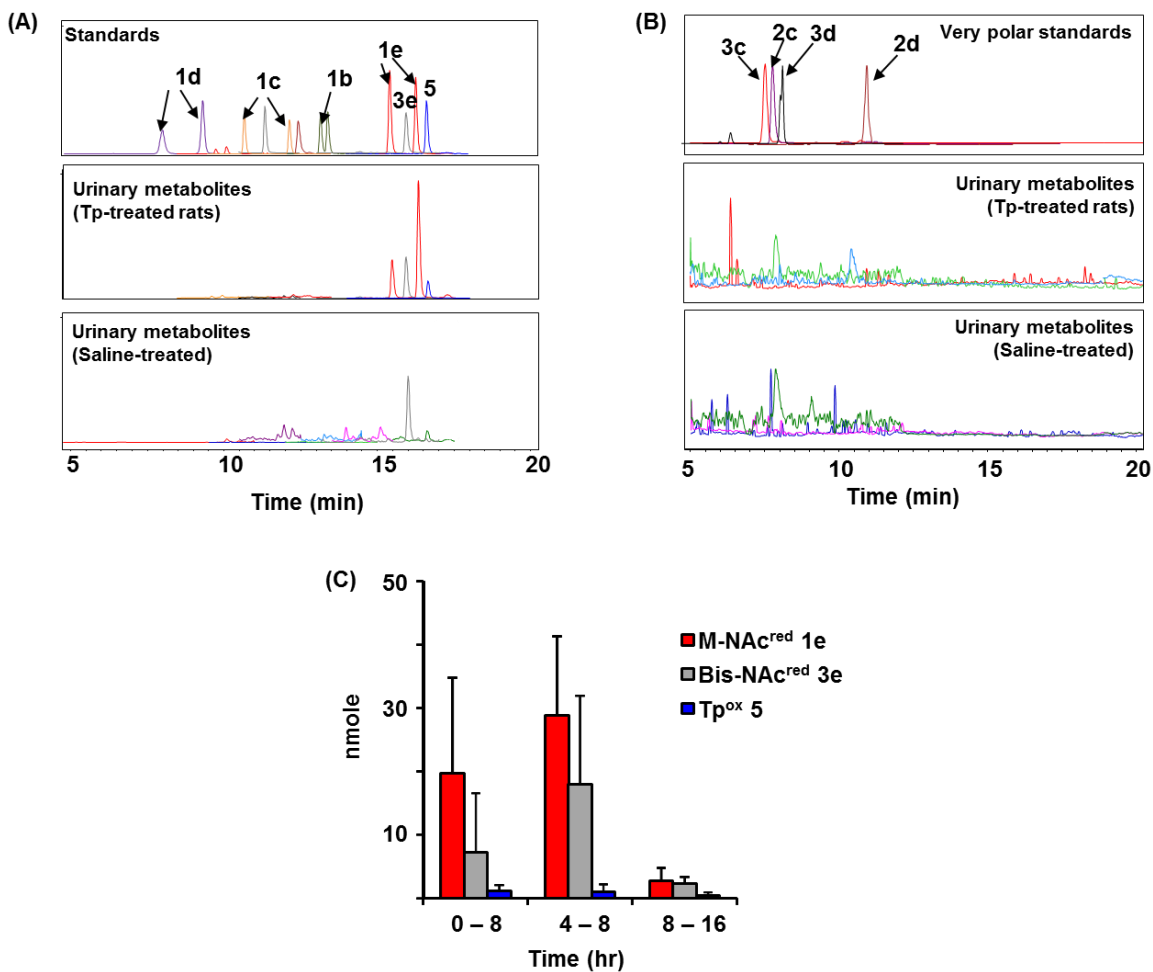 (A)
Standards
1d
1c
1b
1e
3e
5
Urinary metabolites
(Tp-treated rats)
Urinary metabolites
(Saline-treated)
5 10 15 20
Time (min)
(B)
Very polar standards
3c
2c
3d
2d
Urinary metabolites
(Tp-treated rats)
Urinary metabolites
(Saline-treated)
5 10 15 20
Time (min)
(C)
50
30
10
nmole
M-NAcred 1e
Bis-NAcred 3e
Tpox 5
0 – 8 4 – 8 8 – 16
Time (hr)